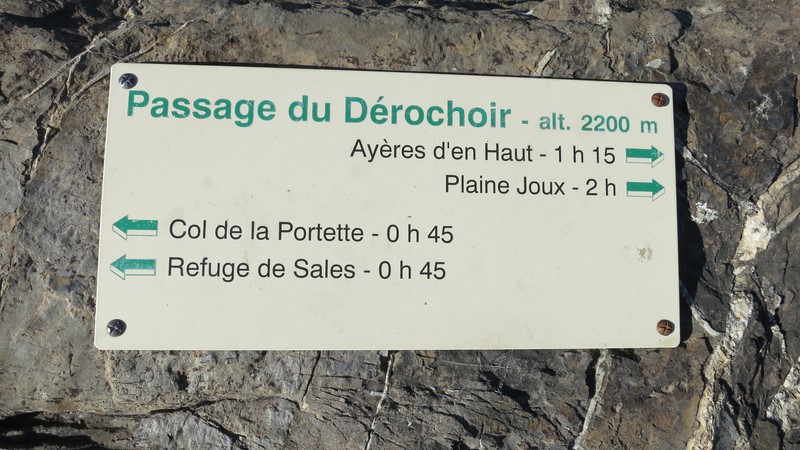 Passage du Dérochoir - alt. 2200 m
Ayères d'en Haut - 1 h 15
Plaine Joux - 2 h
Col de la Portette - 0 h 45
Refuge de Sales - 0 h 45